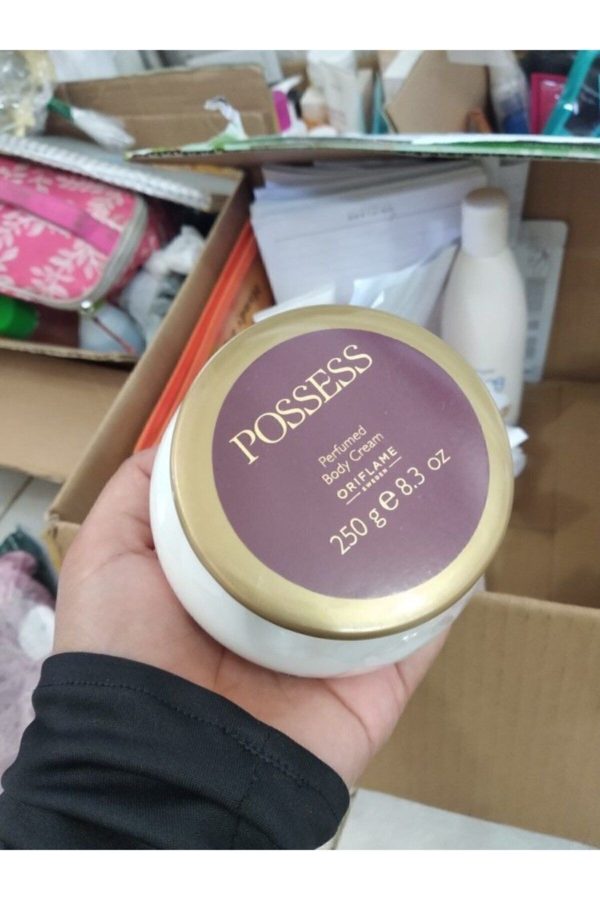 POSSESS
Perfumed
Body Cream
ORIFLAME
SWEDEN
250 g e 8.3 oz